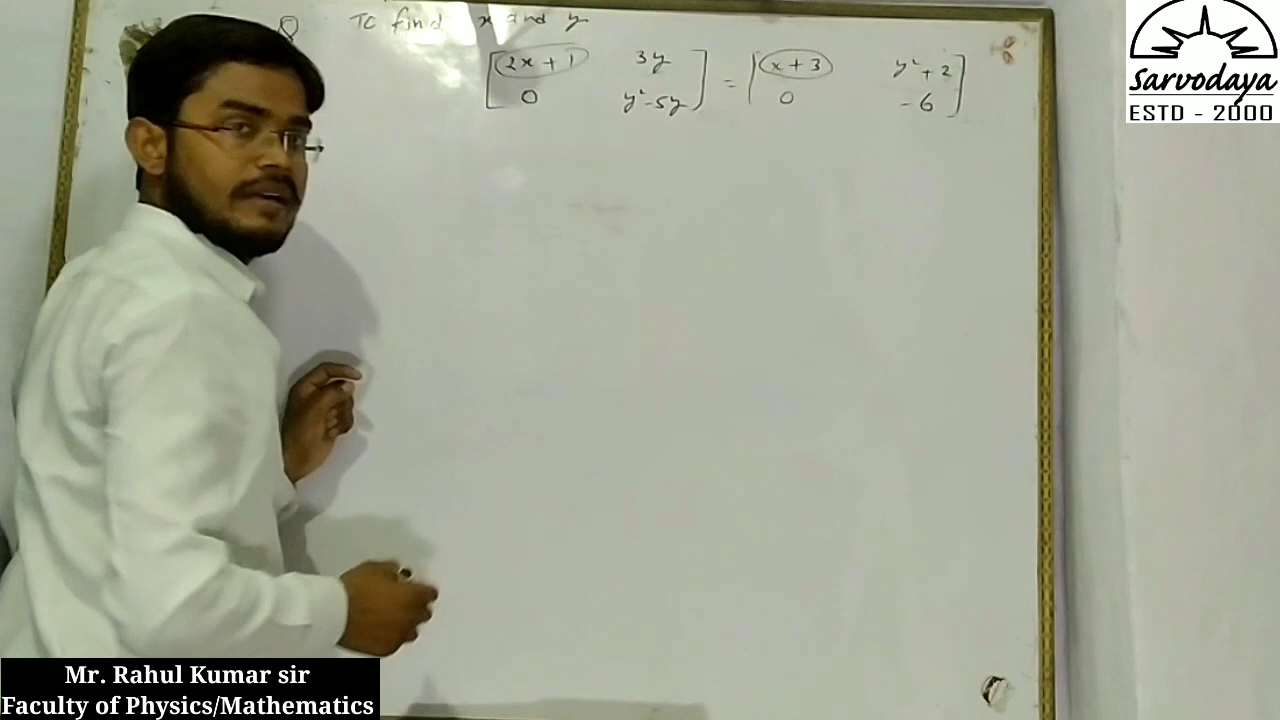 Q To find x and y
[2x + 1 3y] = [x + 3 y² + 2]
[0 y² - 5y] [0 - 6]
Sarvodaya
ESTD - 2000
Mr. Rahul Kumar sir
Faculty of Physics/Mathematics